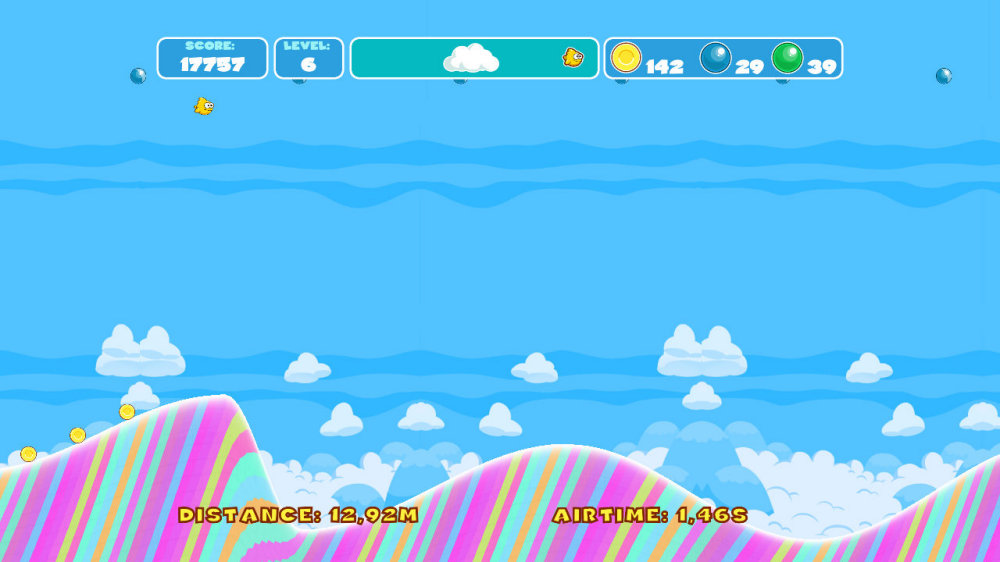 SCORE:
17757
LEVEL:
6
142
29
39
DISTANCE: 12,92M
AIRTIME: 1,46S